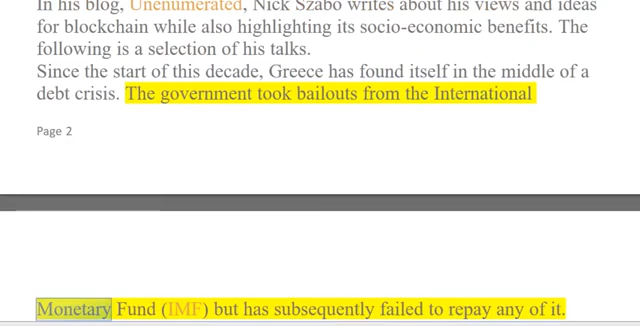 In his blog, Unenumerated, Nick Szabo writes about his views and ideas
for blockchain while also highlighting its socio-economic benefits. The
following is a selection of his talks.
Since the start of this decade, Greece has found itself in the middle of a
debt crisis. The government took bailouts from the International
Page 2
Monetary Fund (IMF) but has subsequently failed to repay any of it.